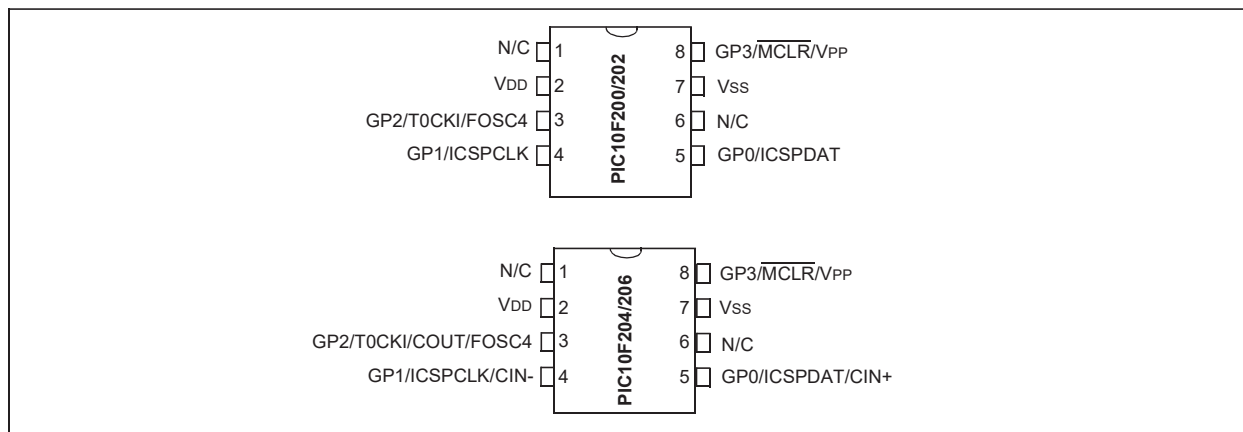 N/C 1 8 GP3/MCLR/VPP
VDD 2 7 VSS
GP2/T0CKI/FOSC4 3 6 N/C
GP1/ICSPCLK 4 5 GP0/ICSPDAT
PIC10F200/202
N/C 1 8 GP3/MCLR/VPP
VDD 2 7 VSS
GP2/T0CKI/COUT/FOSC4 3 6 N/C
GP1/ICSPCLK/CIN- 4 5 GP0/ICSPDAT/CIN+
PIC10F204/206